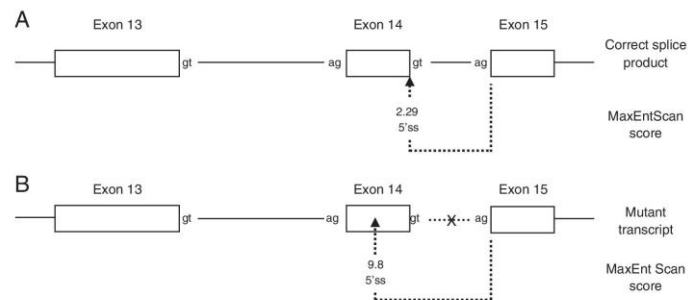 A
Exon 13 Exon 14 Exon 15
gt ag gt ag
Correct splice
product
2.29
5'ss
MaxEntScan
score
B
Exon 13 Exon 14 Exon 15
gt ag gt X ag
Mutant
transcript
9.8
5'ss
MaxEnt Scan
score